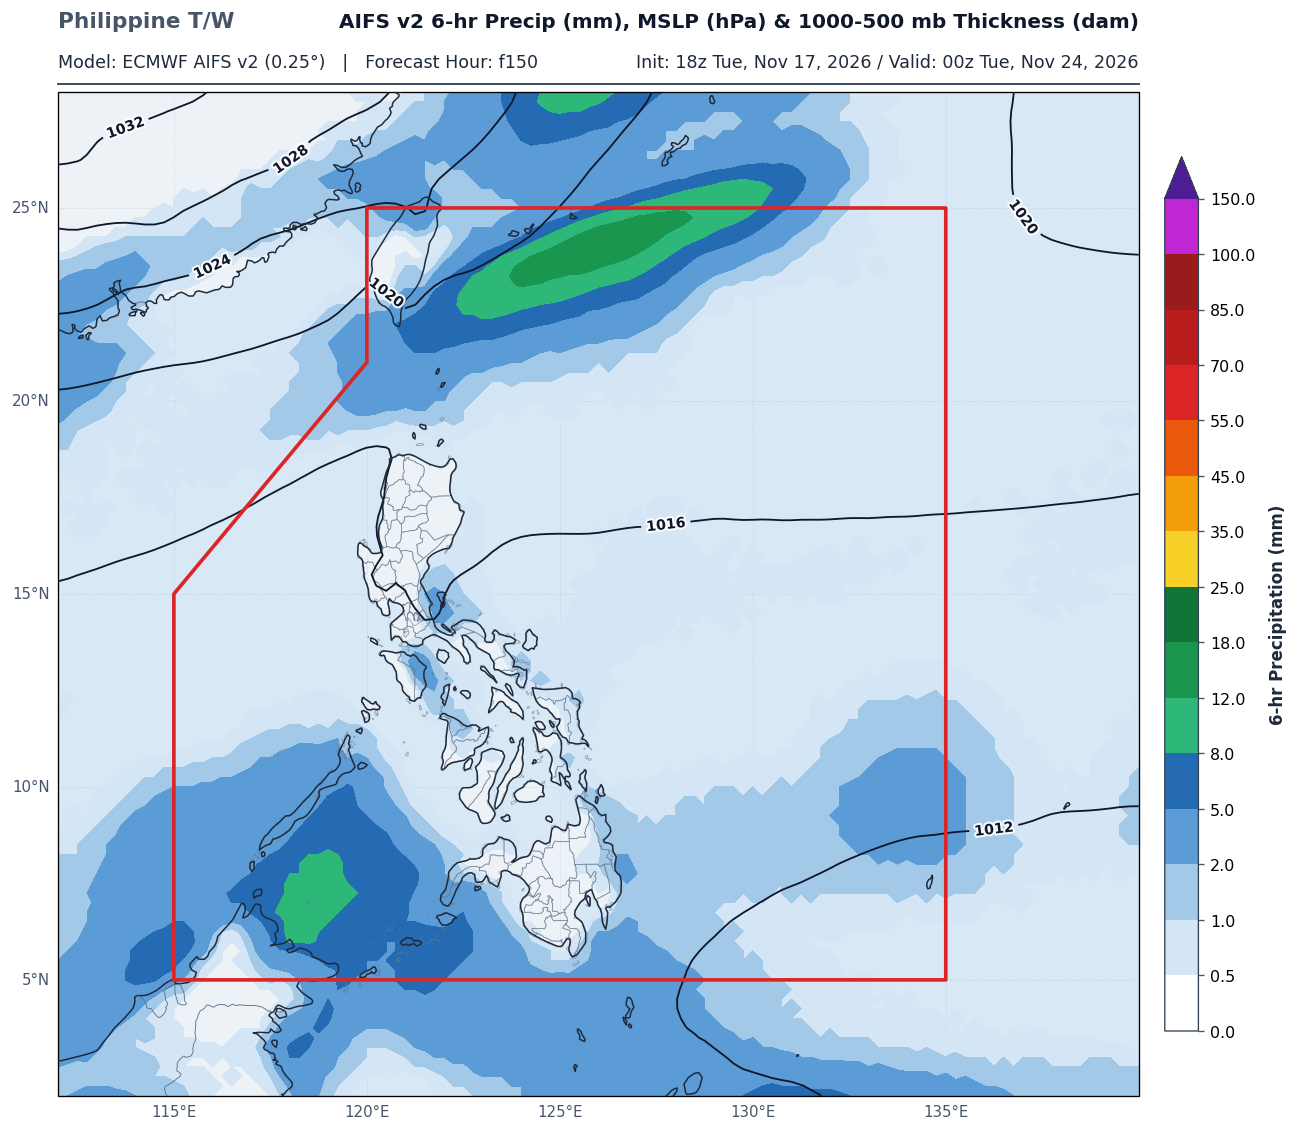 Philippine T/W
AIFS v2 6-hr Precip (mm), MSLP (hPa) & 1000-500 mb Thickness (dam)
Model: ECMWF AIFS v2 (0.25°)   |   Forecast Hour: f150
Init: 18z Tue, Nov 17, 2026 / Valid: 00z Tue, Nov 24, 2026
1032
1028
1024
1020
1020
1016
1012
25°N
20°N
15°N
10°N
5°N
115°E
120°E
125°E
130°E
135°E
150.0
100.0
85.0
70.0
55.0
45.0
35.0
25.0
18.0
12.0
8.0
5.0
2.0
1.0
0.5
0.0
6-hr Precipitation (mm)